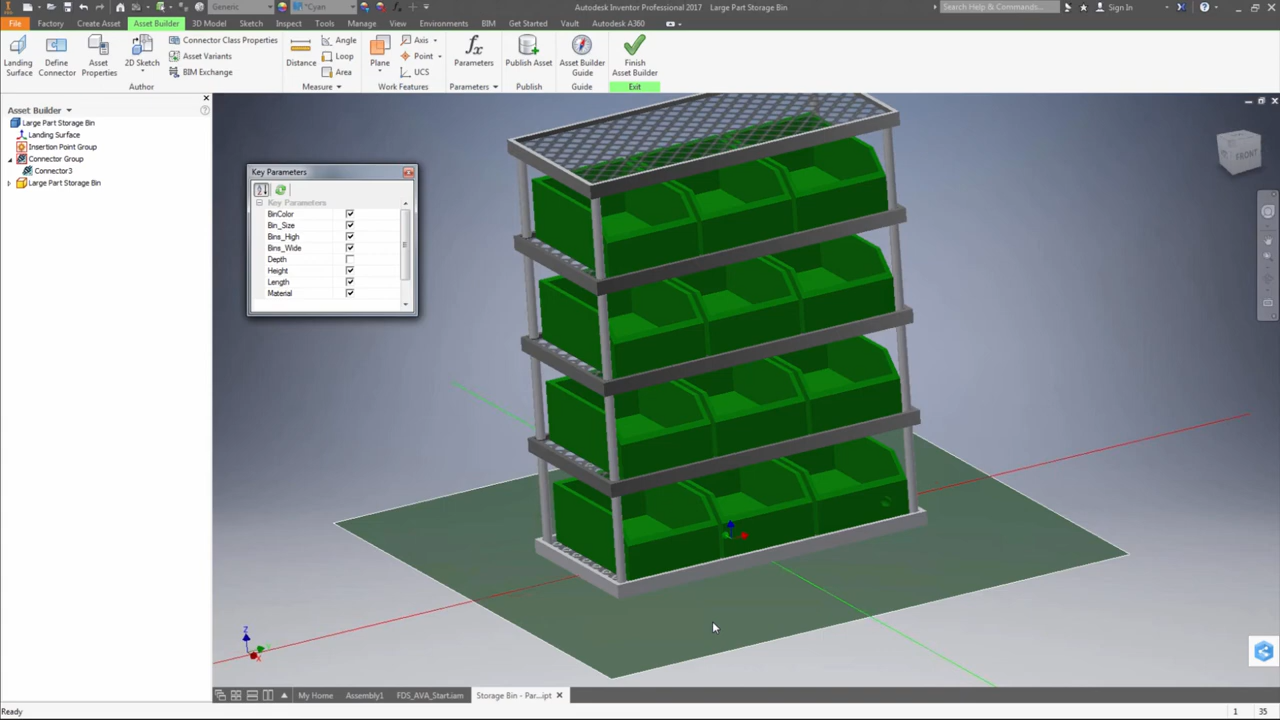 Generic
*Cyan
Autodesk Inventor Professional 2017   Large Part Storage Bin
Search Help & Commands...
Sign In
File
Factory
Create Asset
Asset Builder
3D Model
Sketch
Inspect
Tools
Manage
View
Environments
BIM
Get Started
Vault
Autodesk A360
Landing Surface
Define Connector
Asset Properties
2D Sketch
Connector Class Properties
Asset Variants
BIM Exchange
Distance
Angle
Loop
Area
Plane
Axis
Point
UCS
Parameters
Publish Asset
Asset Builder Guide
Finish Asset Builder
Author
Measure
Work Features
Parameters
Publish
Guide
Exit
Asset Builder
Large Part Storage Bin
Landing Surface
Insertion Point Group
Connector Group
Connector3
Large Part Storage Bin
Key Parameters
Key Parameters
BinColor
Bin_Size
Bins_High
Bins_Wide
Depth
Height
Length
Material
FRONT
Z
Y
X
My Home
Assembly1
FDS_AVA_Start.iam
Storage Bin - Par...ipt
Ready
1
35